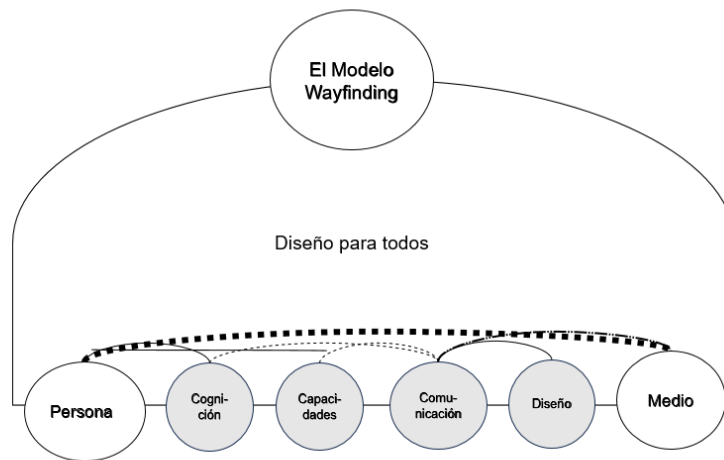 El Modelo
Wayfinding
Diseño para todos
Persona
Cogni-
ción
Capaci-
dades
Comu-
nicación
Diseño
Medio